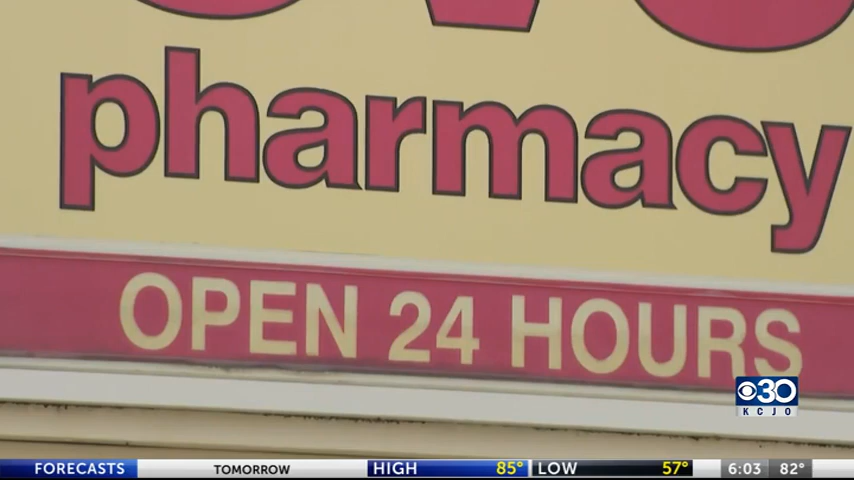 pharmacy
OPEN 24 HOURS
30
KCJO
FORECASTS TOMORROW HIGH 85° LOW 57° 6:03 82°